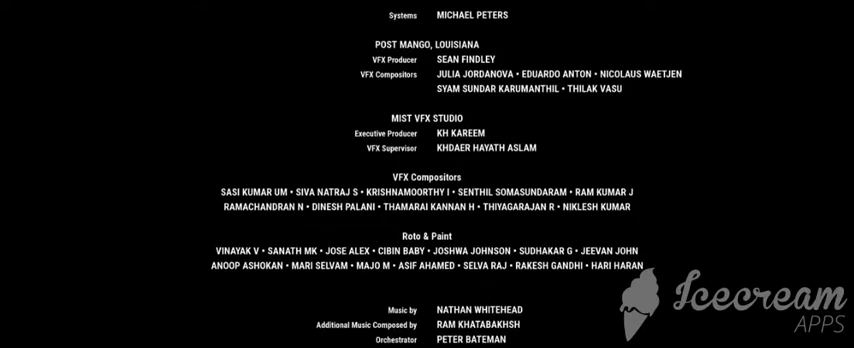 Systems MICHAEL PETERS
POST MANGO, LOUISIANA
VFX Producer SEAN FINDLEY
VFX Compositors JULIA JORDANOVA • EDUARDO ANTON • NICOLAUS WAETJEN
SYAM SUNDAR KARUMANTHIL • THILAK VASU
MIST VFX STUDIO
Executive Producer KH KAREEM
VFX Supervisor KHDAER HAYATH ASLAM
VFX Compositors
SASI KUMAR UM • SIVA NATRAJ S • KRISHNAMOORTHY I • SENTHIL SOMASUNDARAM • RAM KUMAR J
RAMACHANDRAN N • DINESH PALANI • THAMARAI KANNAN H • THIYAGARAJAN R • NIKLESH KUMAR
Roto & Paint
VINAYAK V • SANATH MK • JOSE ALEX • CIBIN BABY • JOSHWA JOHNSON • SUDHAKAR G • JEEVAN JOHN
ANOOP ASHOKAN • MARI SELVAM • MAJO M • ASIF AHAMED • SELVA RAJ • RAKESH GANDHI • HARI HARAN
Music by NATHAN WHITEHEAD
Additional Music Composed by RAM KHATABAKHSH
Orchestrator PETER BATEMAN
Icecream
APPS